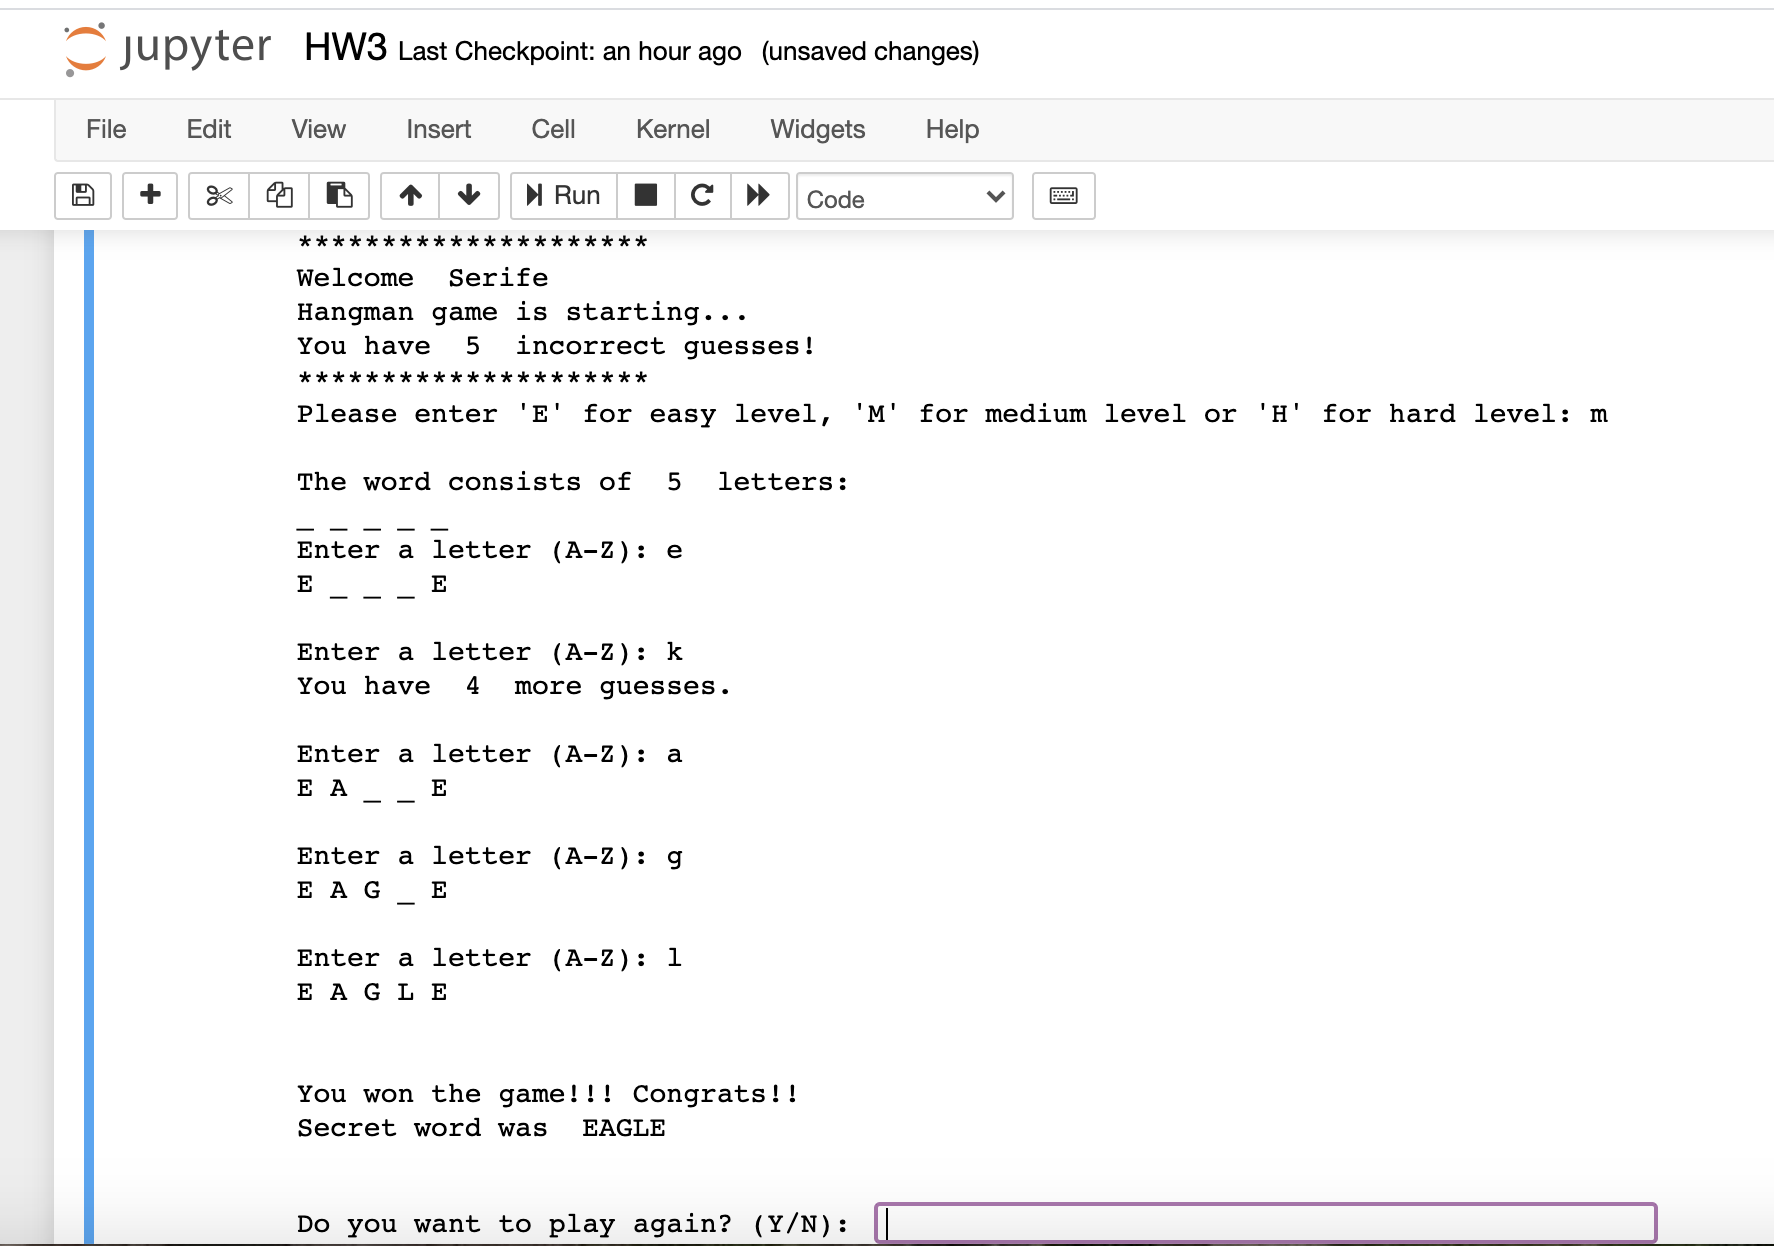 jupyter HW3 Last Checkpoint: an hour ago (unsaved changes)
File Edit View Insert Cell Kernel Widgets Help
Run Code
*********************
Welcome  Serife
Hangman game is starting...
You have  5  incorrect guesses!
*********************
Please enter 'E' for easy level, 'M' for medium level or 'H' for hard level: m
The word consists of  5  letters:
_ _ _ _ _
Enter a letter (A-Z): e
E _ _ _ E
Enter a letter (A-Z): k
You have  4  more guesses.
Enter a letter (A-Z): a
E A _ _ E
Enter a letter (A-Z): g
E A G _ E
Enter a letter (A-Z): l
E A G L E
You won the game!!! Congrats!!
Secret word was  EAGLE
Do you want to play again? (Y/N):